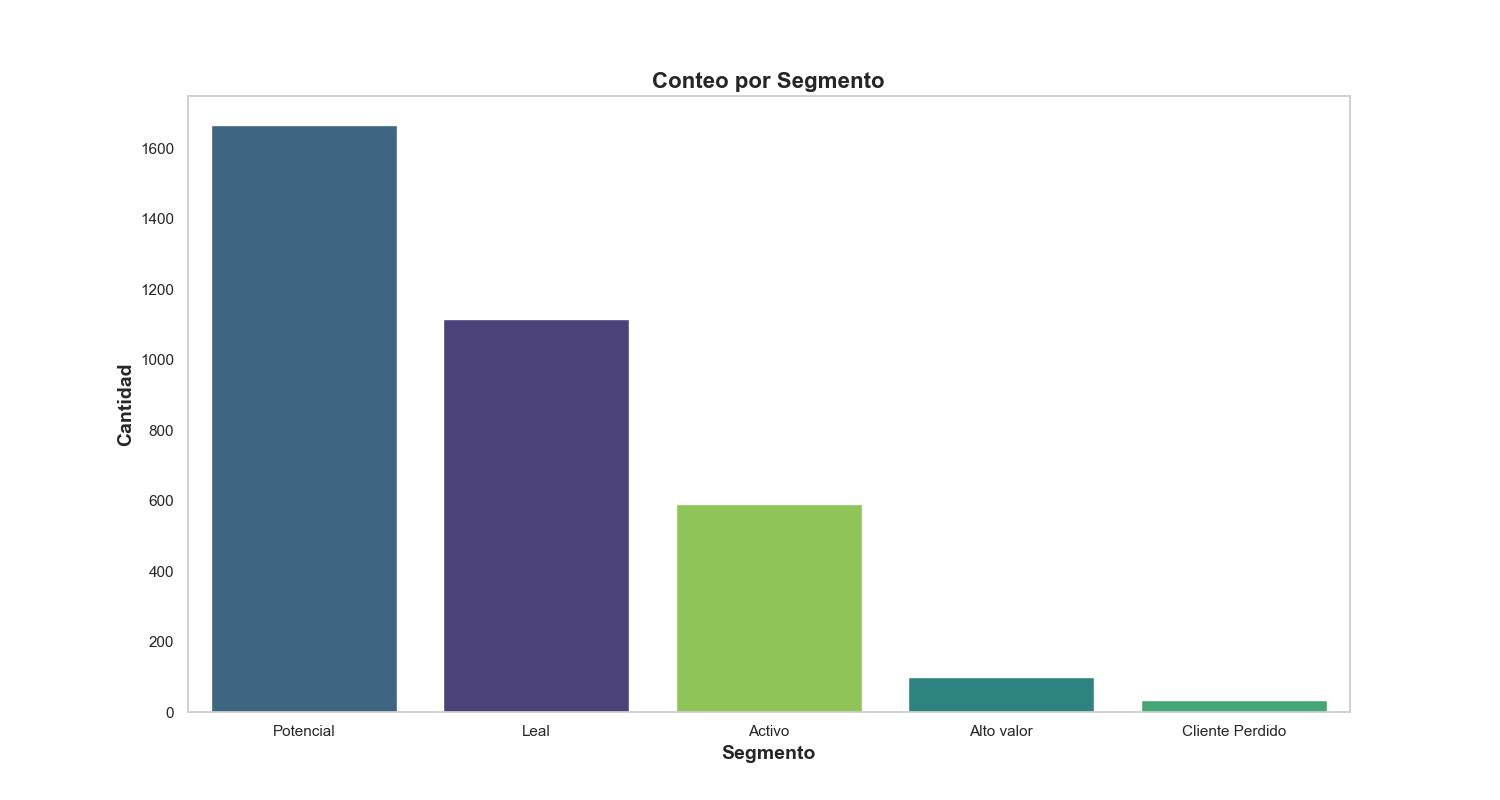 Conteo por Segmento
1600
1400
1200
1000
800
600
400
200
0
Cantidad
Potencial Leal Activo Alto valor Cliente Perdido
Segmento